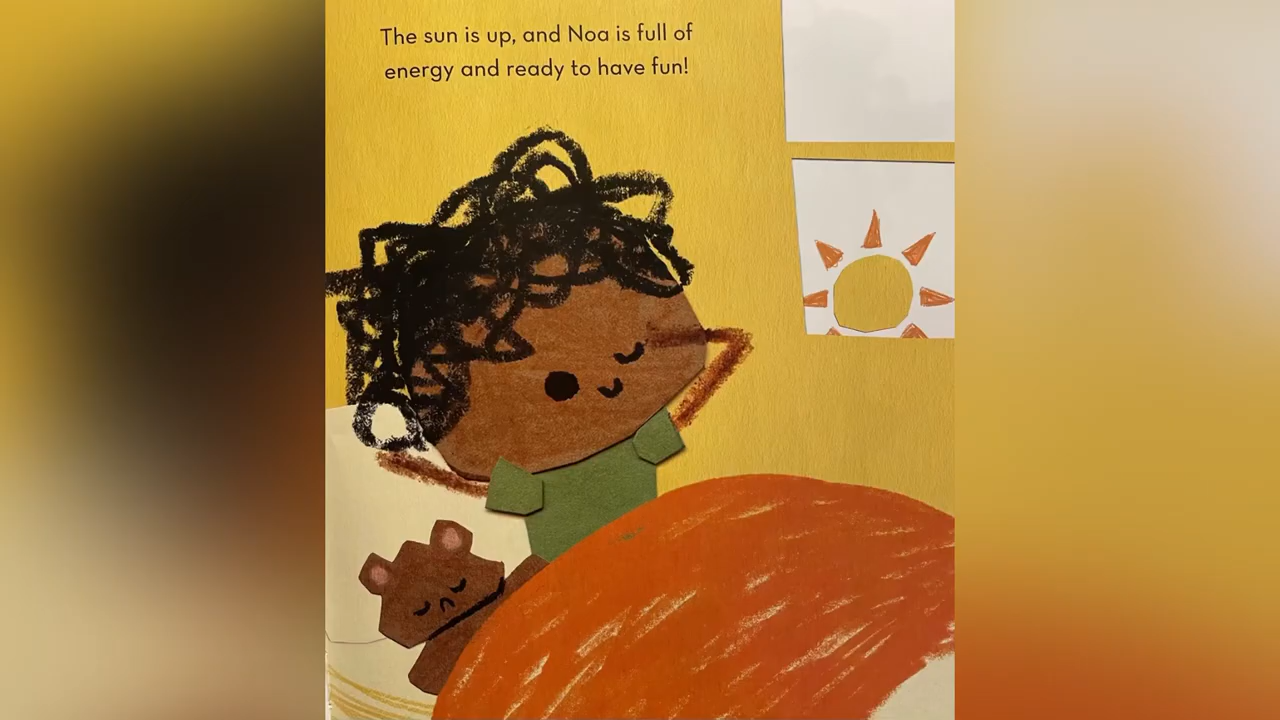 The sun is up, and Noa is full of
energy and ready to have fun!